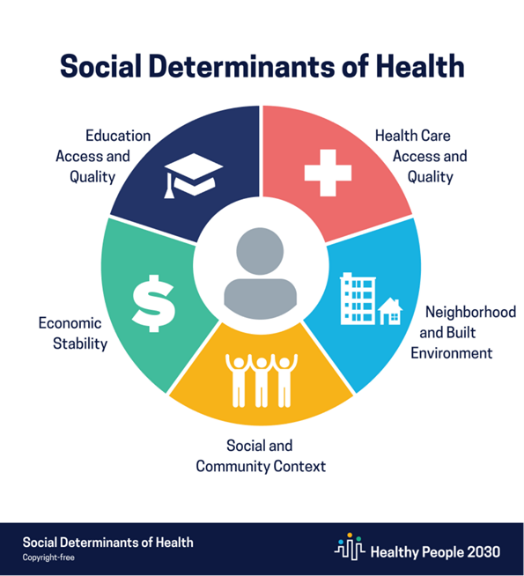 Social Determinants of Health
Education
Access and
Quality
Health Care
Access and
Quality
$
Economic
Stability
Neighborhood
and Built
Environment
Social and
Community Context
Social Determinants of Health
Copyright-free
Healthy People 2030